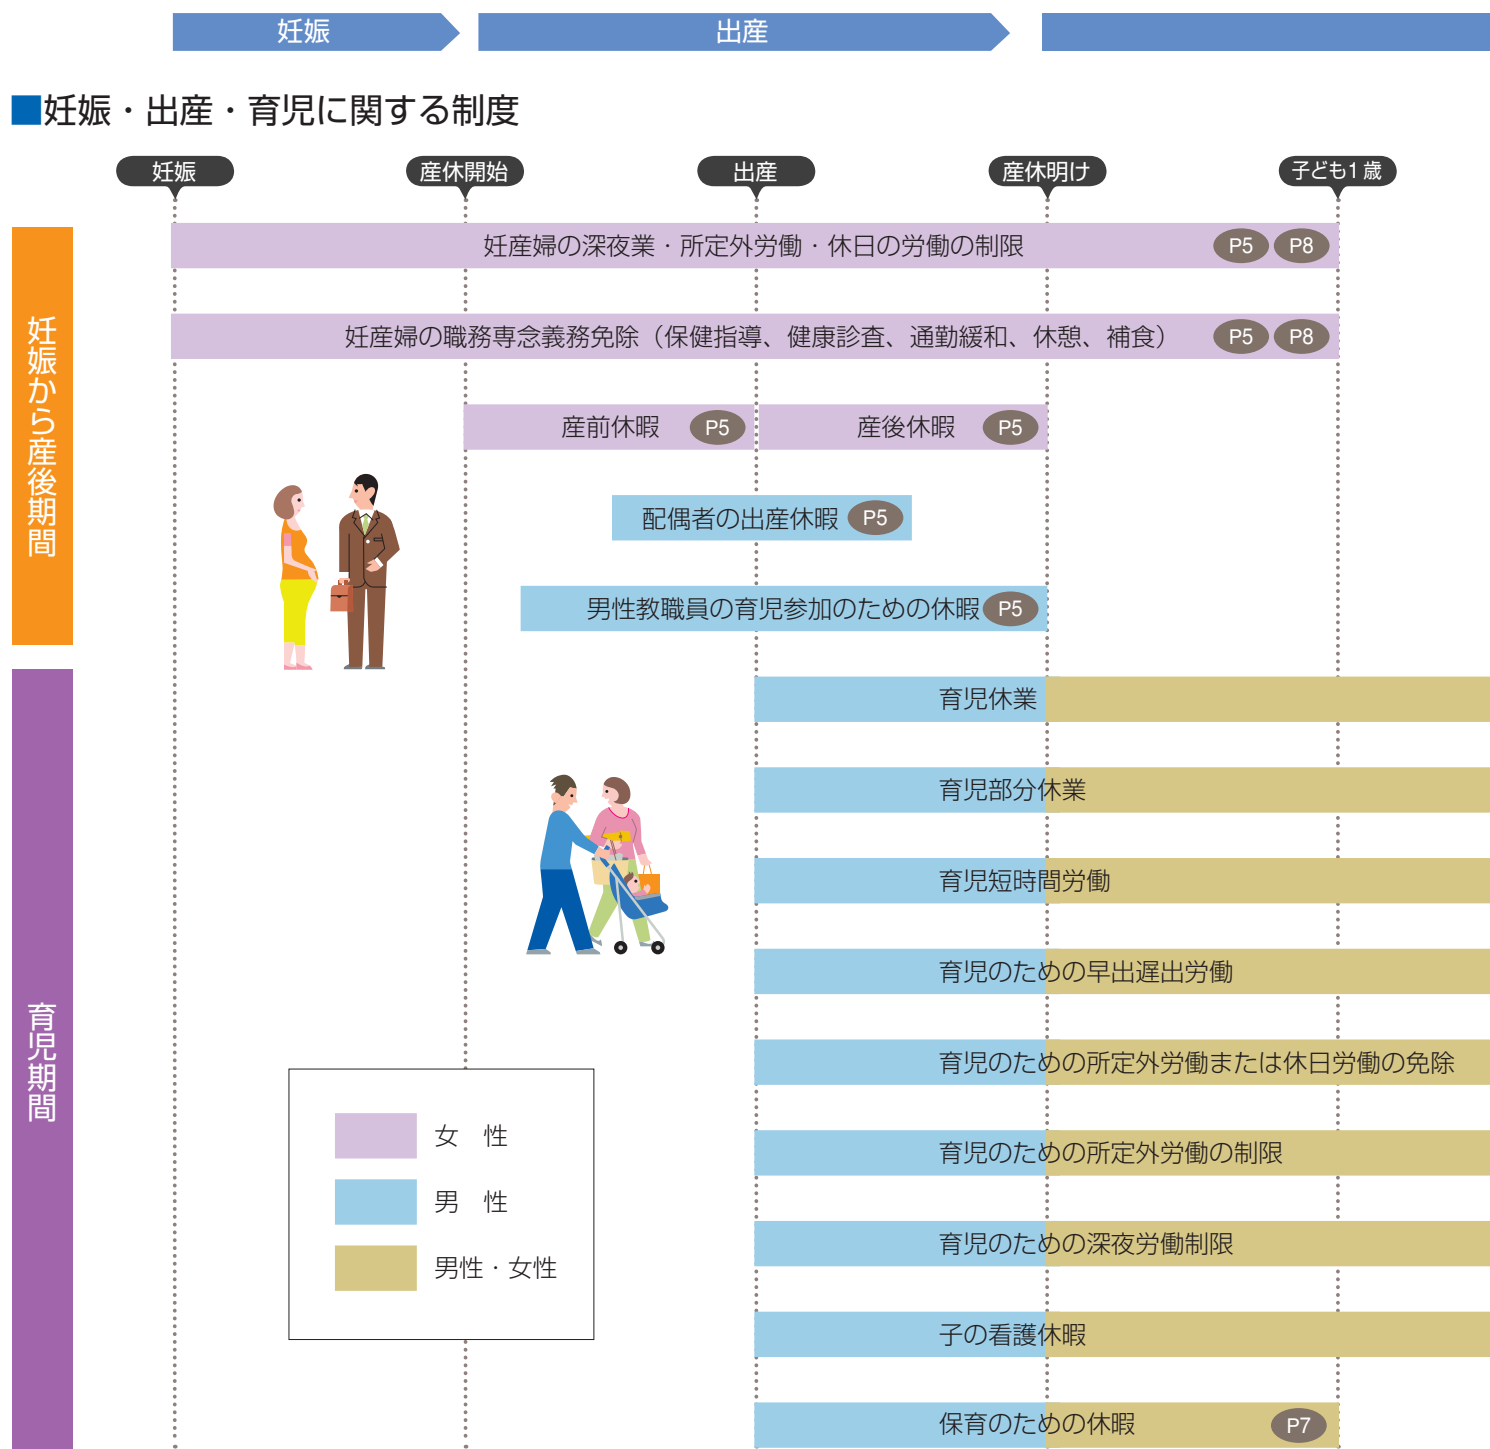 妊娠
出産
■妊娠・出産・育児に関する制度
妊娠
産休開始
出産
産休明け
子ども1歳
妊娠から産後期間
妊産婦の深夜業・所定外労働・休日の労働の制限 P5 P8
妊産婦の職務専念義務免除（保健指導、健康診査、通勤緩和、休憩、補食） P5 P8
産前休暇 P5
産後休暇 P5
配偶者の出産休暇 P5
男性教職員の育児参加のための休暇 P5
育児期間
育児休業
育児部分休業
育児短時間労働
育児のための早出遅出労働
育児のための所定外労働または休日労働の免除
育児のための所定外労働の制限
育児のための深夜労働制限
子の看護休暇
保育のための休暇 P7
女　性
男　性
男性・女性